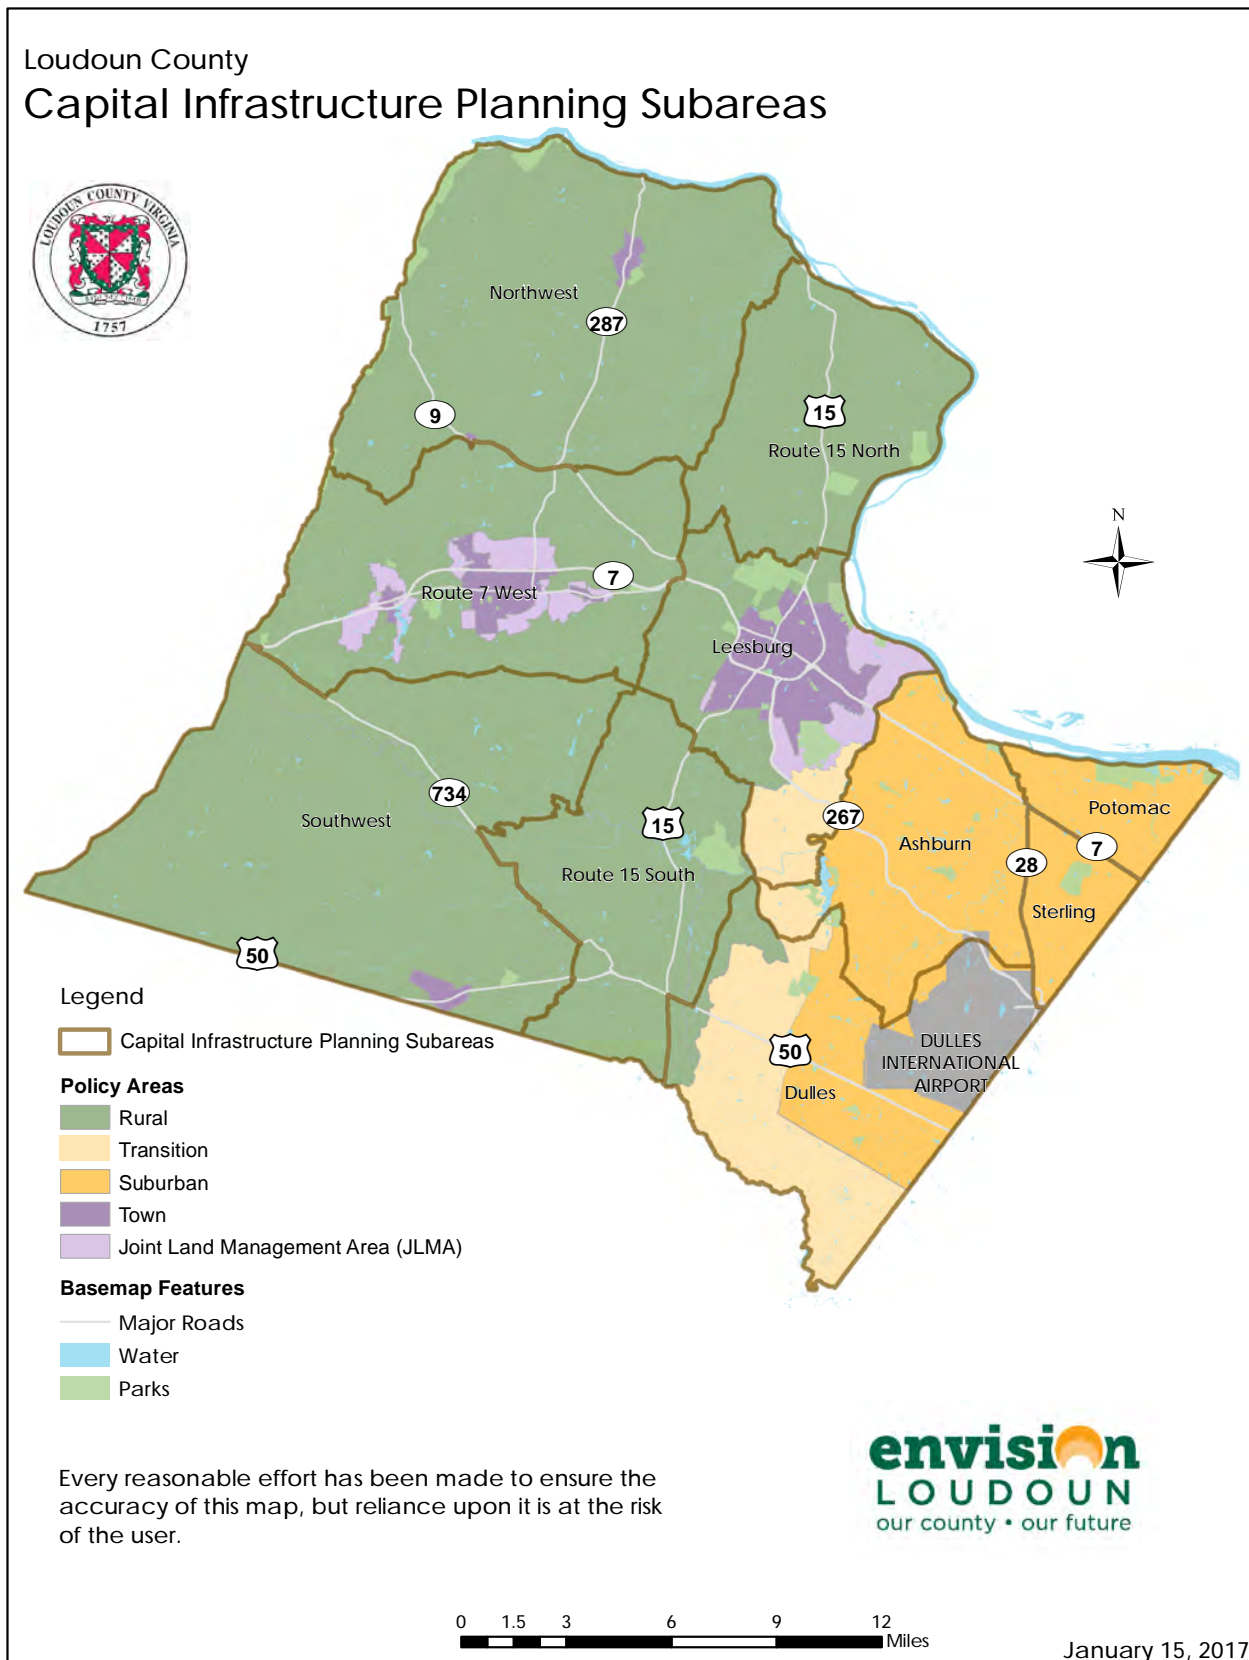 Loudoun County
Capital Infrastructure Planning Subareas
LOUDOUN COUNTY VIRGINIA
1757
Northwest
287
9
15
Route 15 North
N
7
Route 7 West
Leesburg
734
Southwest
15
267
Potomac
Ashburn
7
28
Route 15 South
Sterling
50
50
DULLES
INTERNATIONAL
AIRPORT
Dulles
Legend
Capital Infrastructure Planning Subareas
Policy Areas
Rural
Transition
Suburban
Town
Joint Land Management Area (JLMA)
Basemap Features
Major Roads
Water
Parks
Every reasonable effort has been made to ensure the
accuracy of this map, but reliance upon it is at the risk
of the user.
envision
LOUDOUN
our county • our future
0 1.5 3 6 9 12
Miles
January 15, 2017